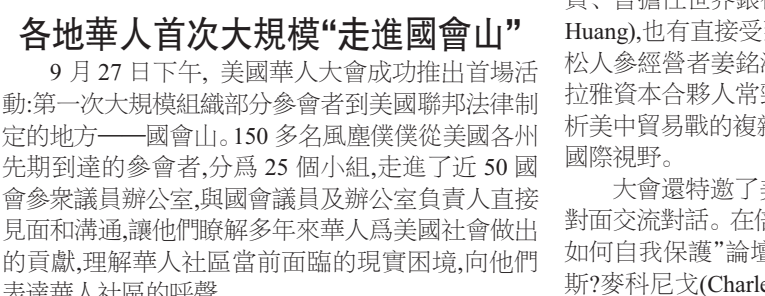 各地華人首次大規模“走進國會山”
9 月 27 日下午, 美國華人大會成功推出首場活
動:第一次大規模組織部分參會者到美國聯邦法律制
定的地方——國會山。150 多名風塵僕僕從美國各州
先期到達的參會者,分爲 25 個小組,走進了近 50 國
會參衆議員辦公室,與國會議員及辦公室負責人直接
見面和溝通,讓他們瞭解多年來華人爲美國社會做出
的貢獻,理解華人社區當前面臨的現實困境,向他們
表達華人社區的呼聲
Huang),也有直接受
松人參經營者姜銘
拉雅資本合夥人常
析美中貿易戰的複
國際視野。
大會還特邀了
對面交流對話。在
如何自我保護”論壇
斯?麥科尼戈(Charle